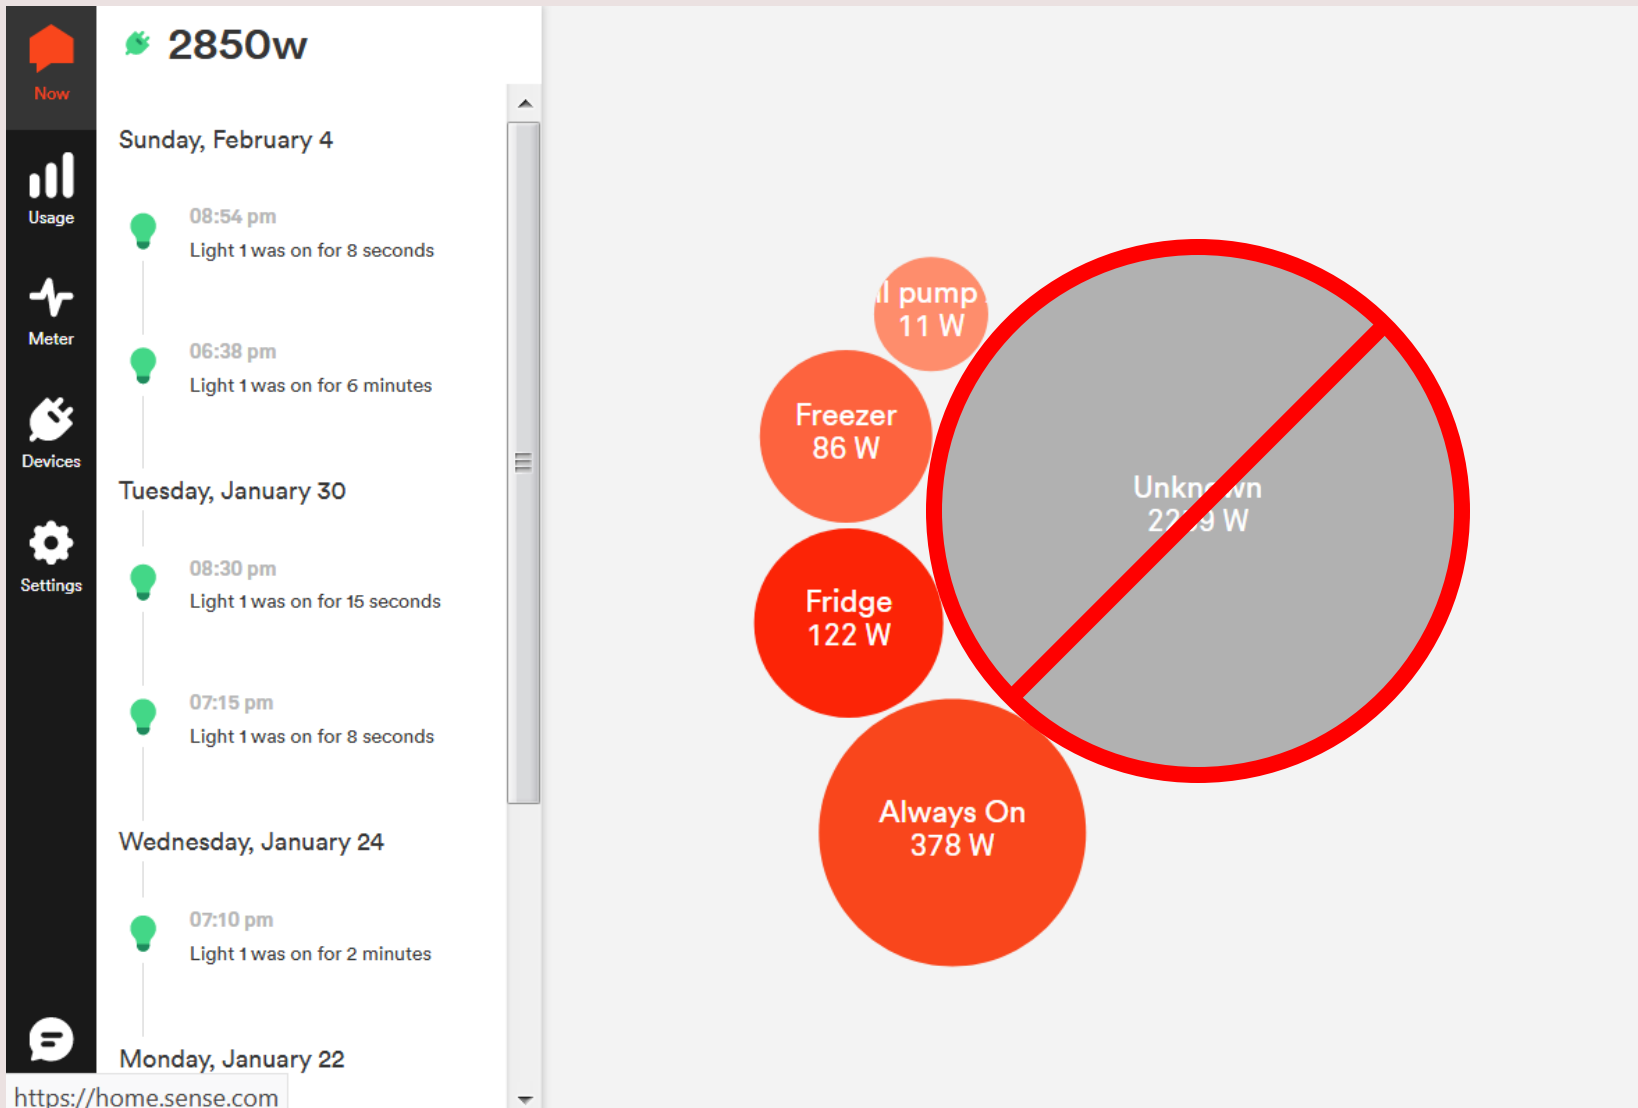 2850w
Now
Sunday, February 4
08:54 pm
Light 1 was on for 8 seconds
06:38 pm
Light 1 was on for 6 minutes
Tuesday, January 30
08:30 pm
Light 1 was on for 15 seconds
07:15 pm
Light 1 was on for 8 seconds
Wednesday, January 24
07:10 pm
Light 1 was on for 2 minutes
Monday, January 22
Usage
Meter
Devices
Settings
https://home.sense.com
pump
11 W
Freezer
86 W
Fridge
122 W
Always On
378 W
Unknown
W